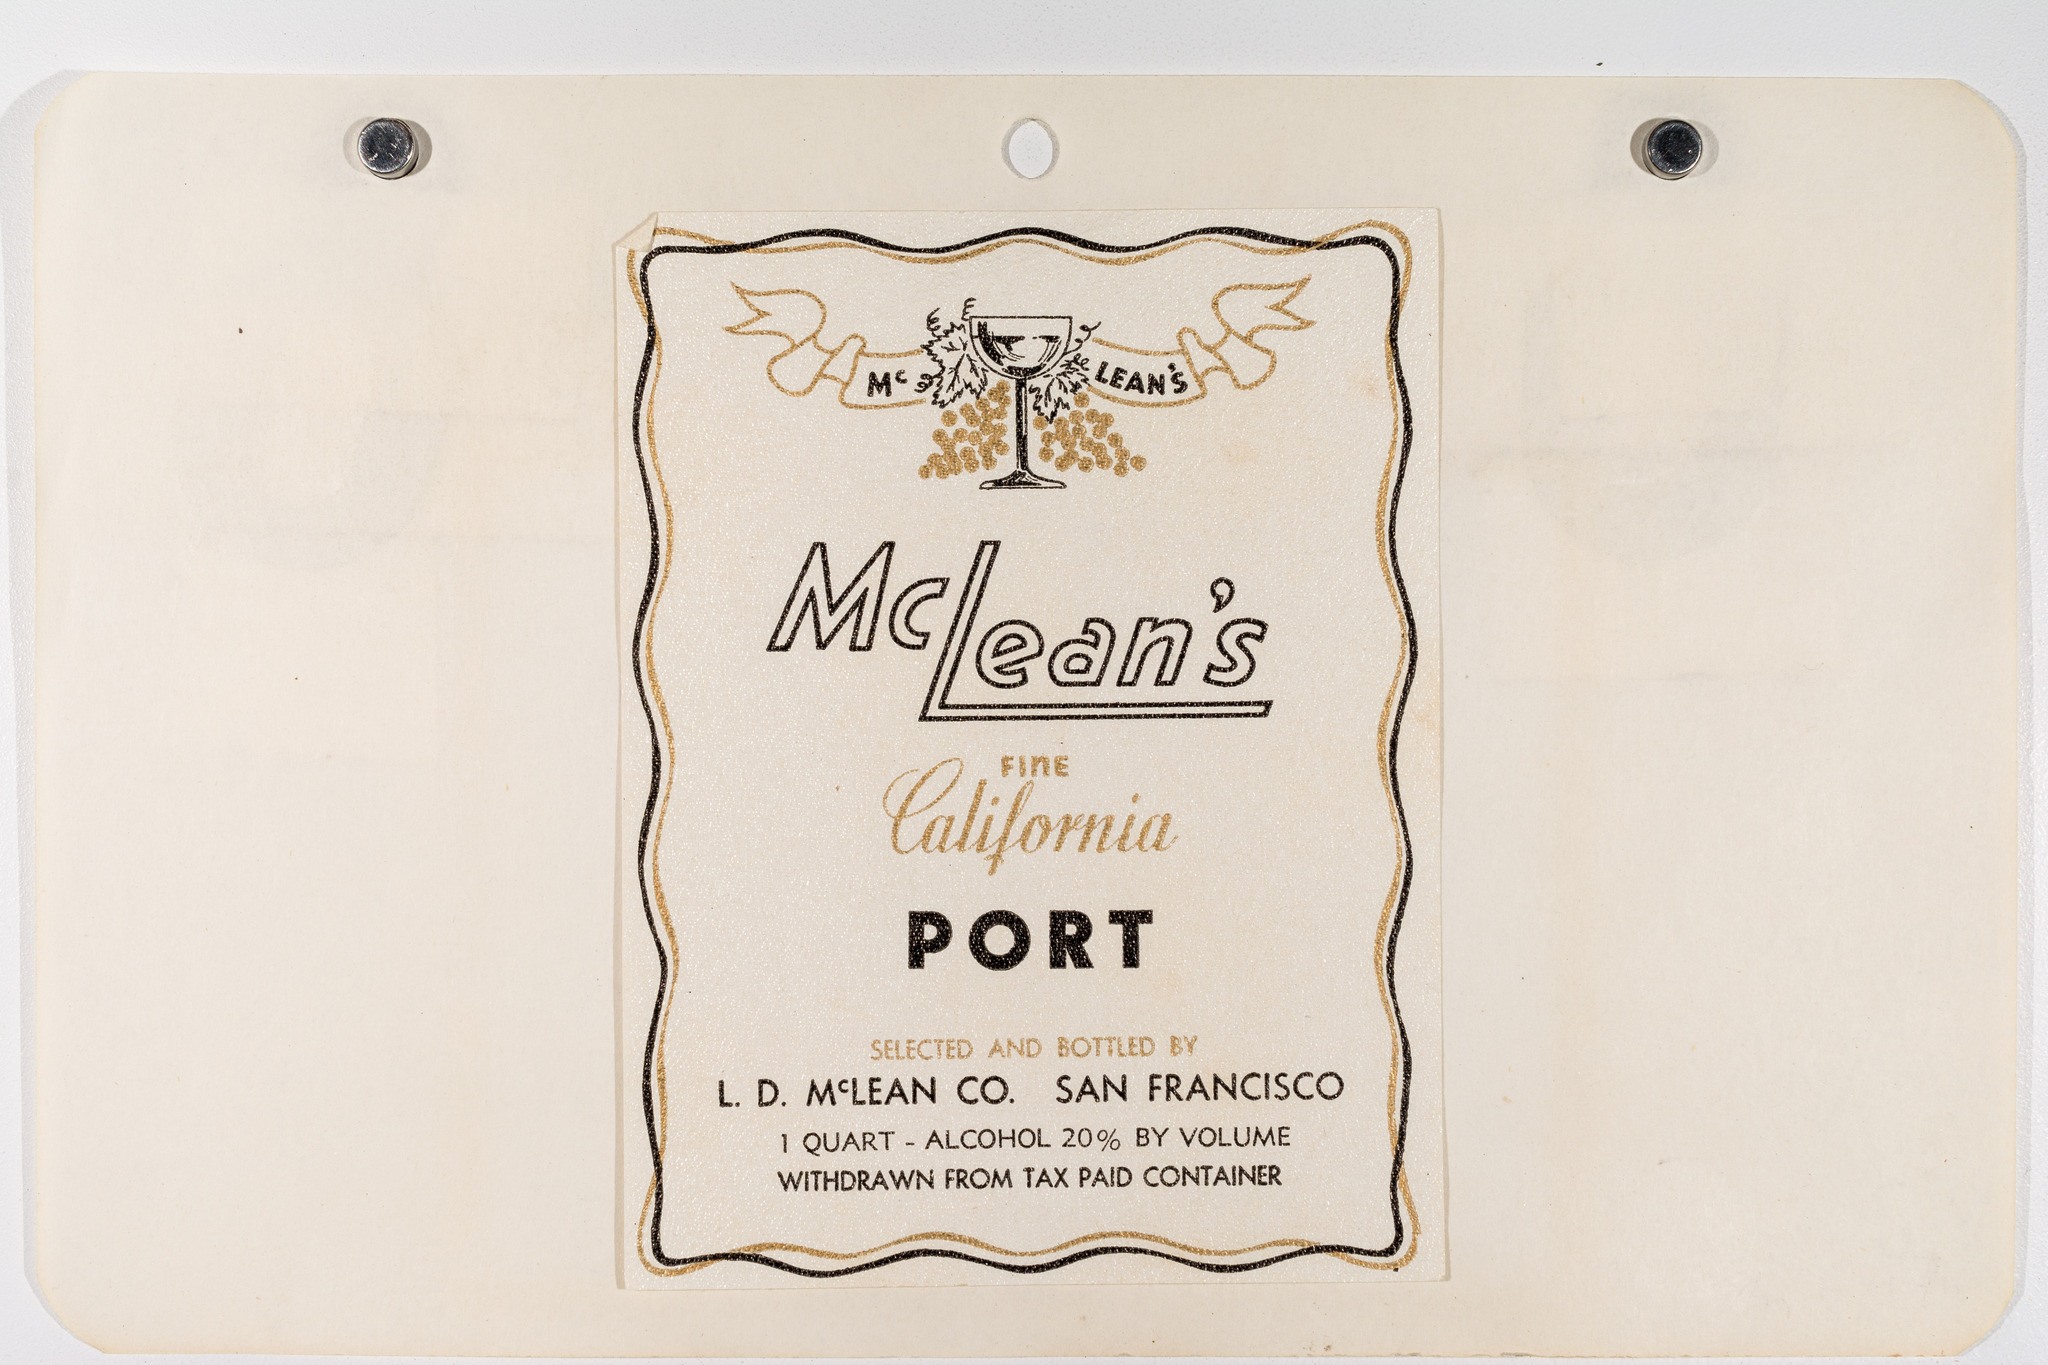 Mc LEAN'S
McLean's
FINE
California
PORT
SELECTED AND BOTTLED BY
L. D. McLEAN CO. SAN FRANCISCO
1 QUART - ALCOHOL 20% BY VOLUME
WITHDRAWN FROM TAX PAID CONTAINER